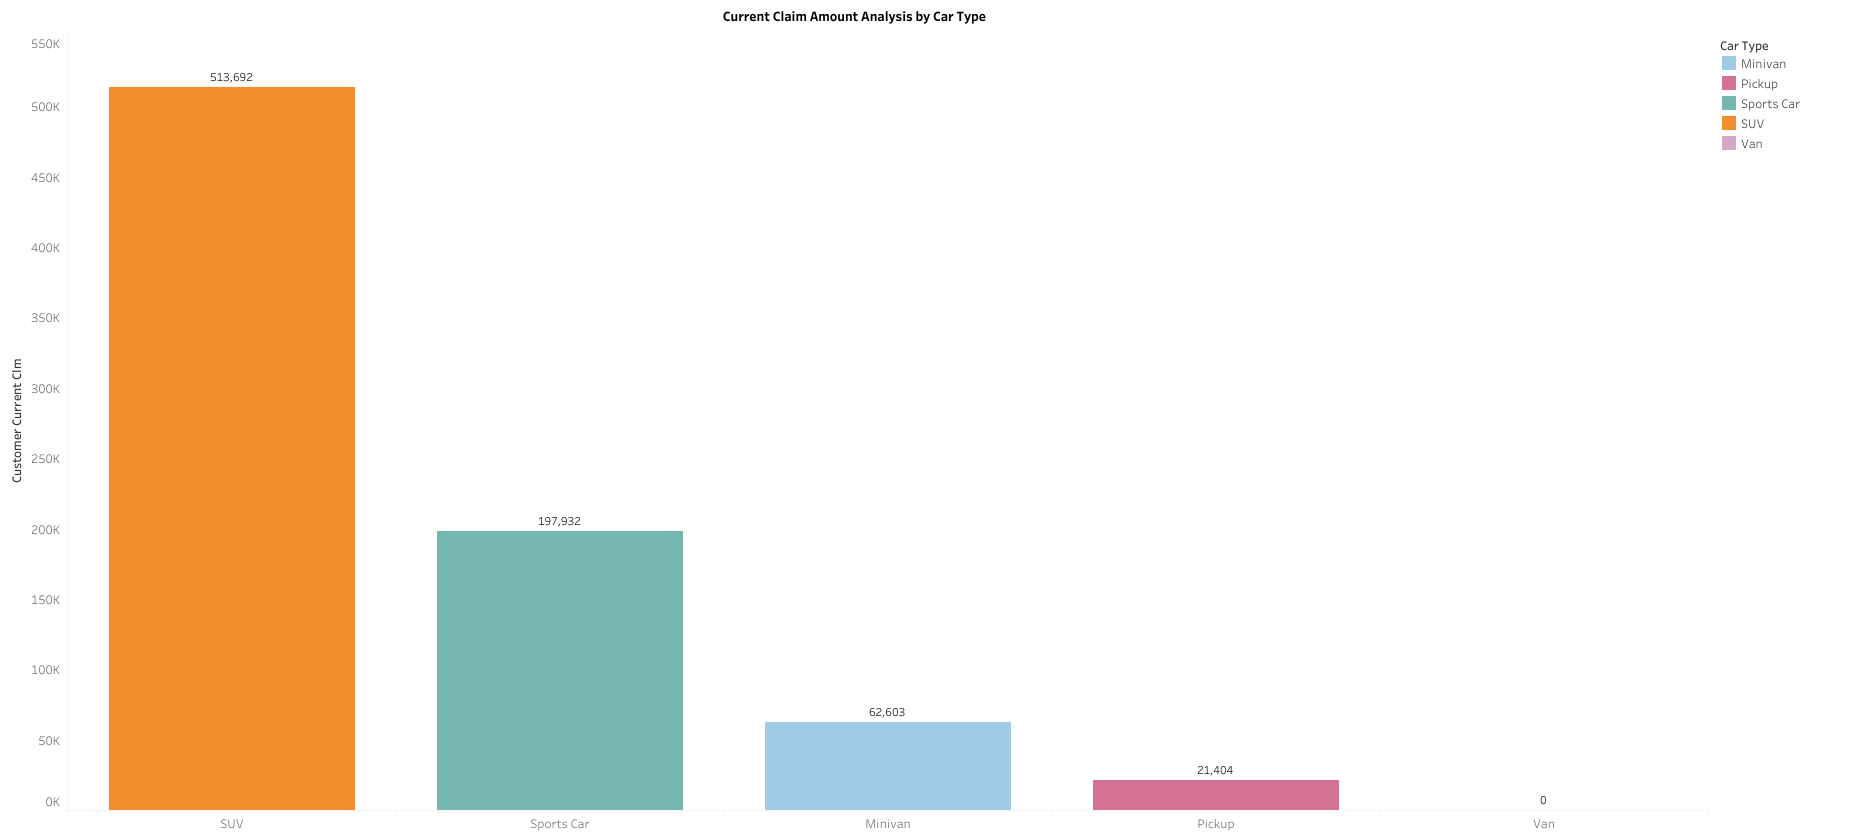 Current Claim Amount Analysis by Car Type
Customer Current Clm
550K
500K
450K
400K
350K
300K
250K
200K
150K
100K
50K
0K
513,692
197,932
62,603
21,404
0
SUV
Sports Car
Minivan
Pickup
Van
Car Type
Minivan
Pickup
Sports Car
SUV
Van